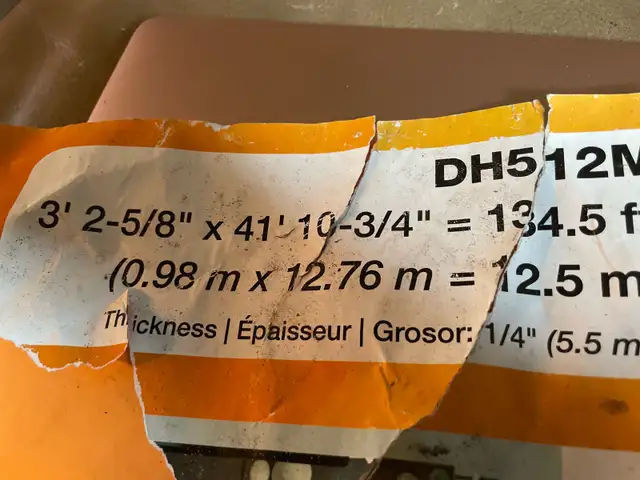 DH512M
3' 2-5/8" x 41' 10-3/4" = 134.5 f
(0.98 m x 12.76 m = 12.5 m
Thickness | Épaisseur | Grosor: 1/4" (5.5 m